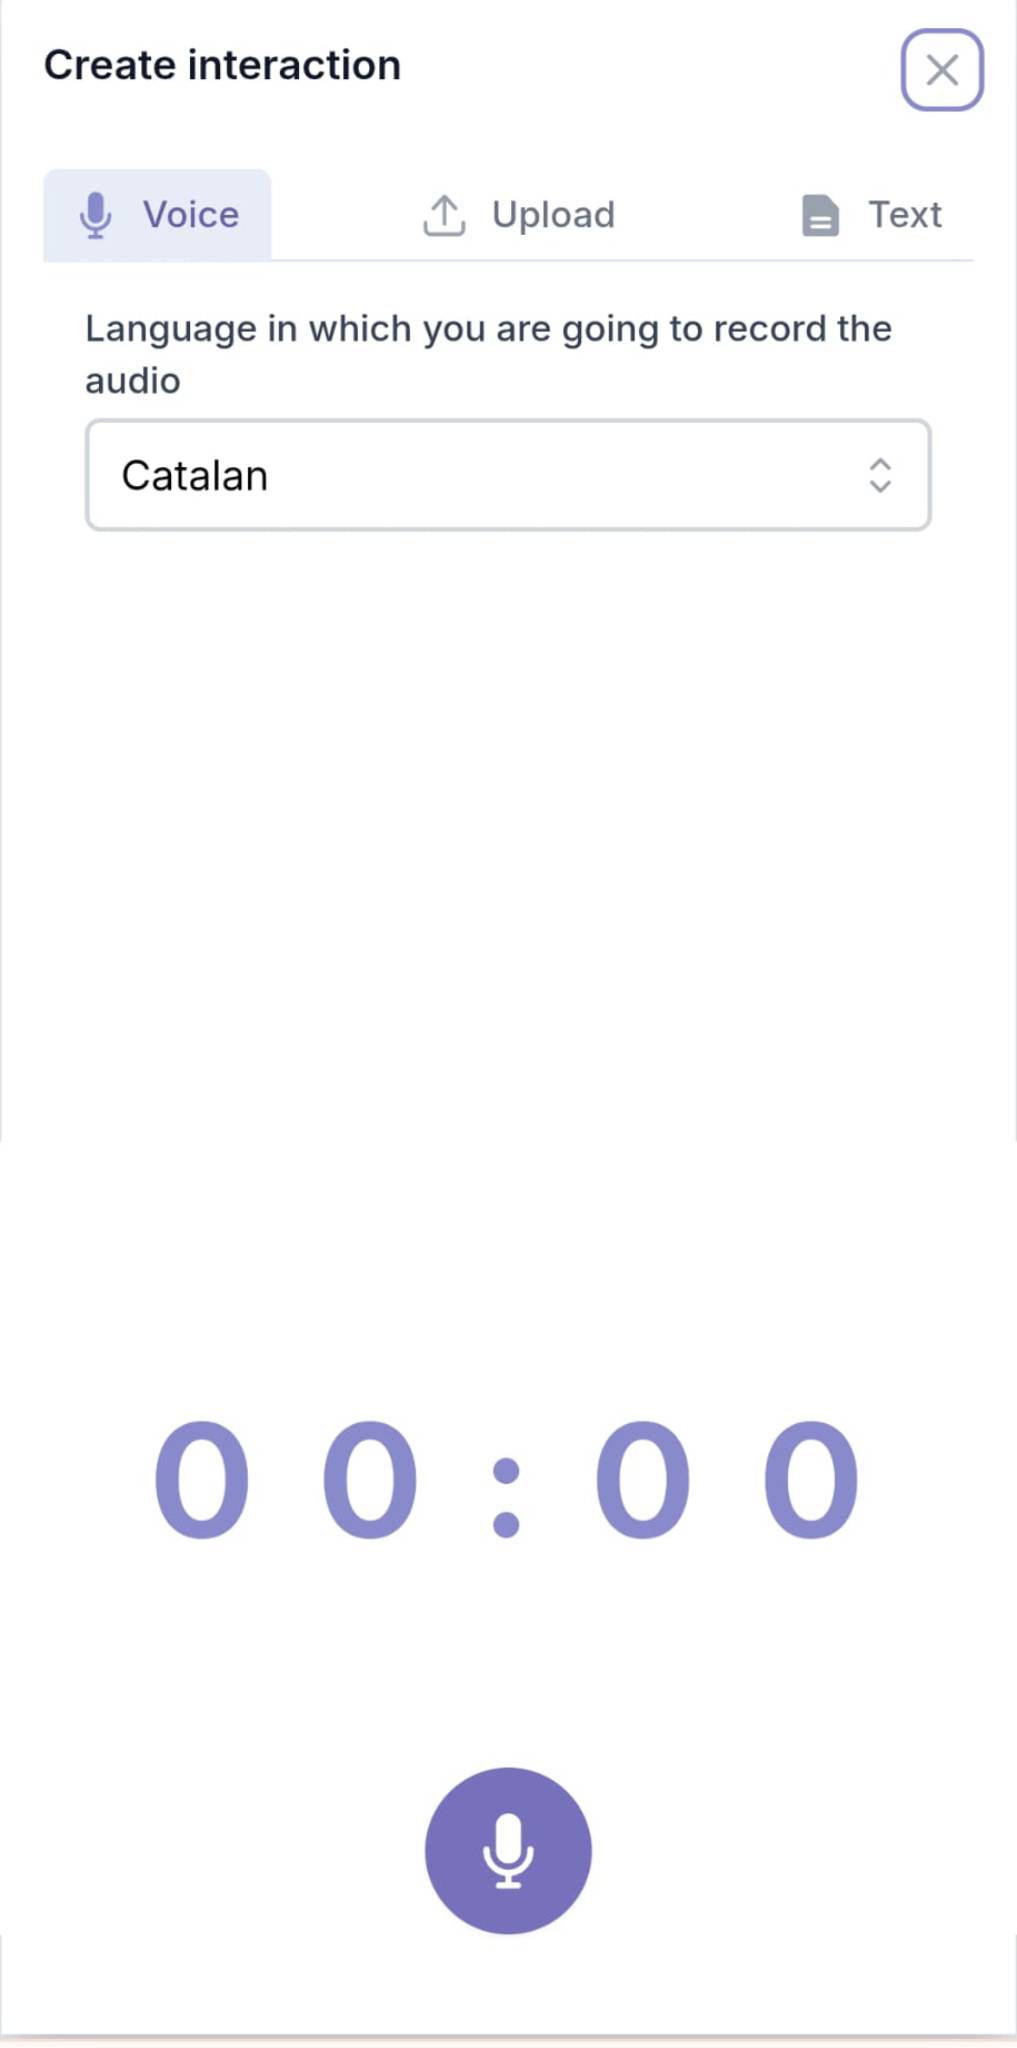 Create interaction
Voice
Upload
Text
Language in which you are going to record the
audio
Catalan
00:00